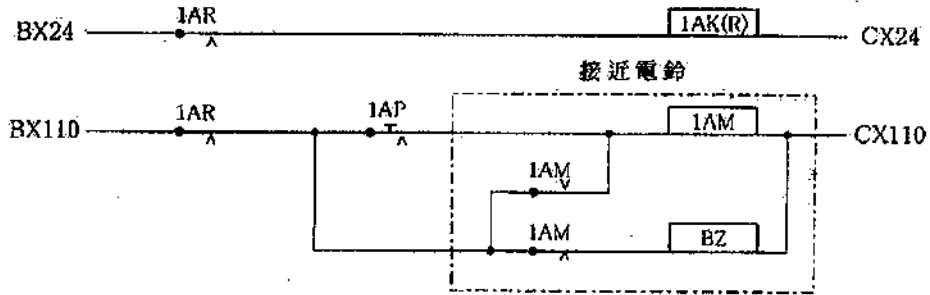 BX24 1AR 1AK(R) CX24
接近電鈴
BX110 1AR 1AP 1AM CX110
1AM
1AM BZ